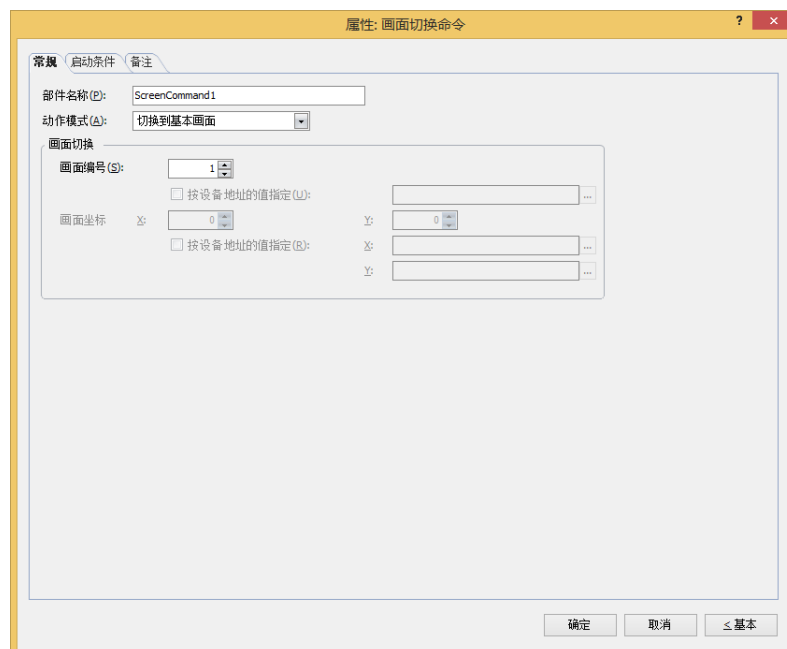 属性: 画面切换命令 ? ×
常规 启动条件 备注
部件名称(P): ScreenCommand1
动作模式(A): 切换到基本画面
画面切换
画面编号(S): 1
按设备地址的值指定(U): ...
画面坐标 X: 0 Y: 0
按设备地址的值指定(R): X: ...
Y: ...
确定 取消 ≤基本